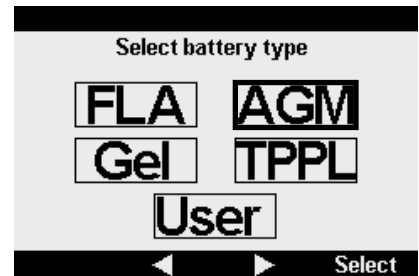 Select battery type
FLA AGM
Gel TPPL
User
Select